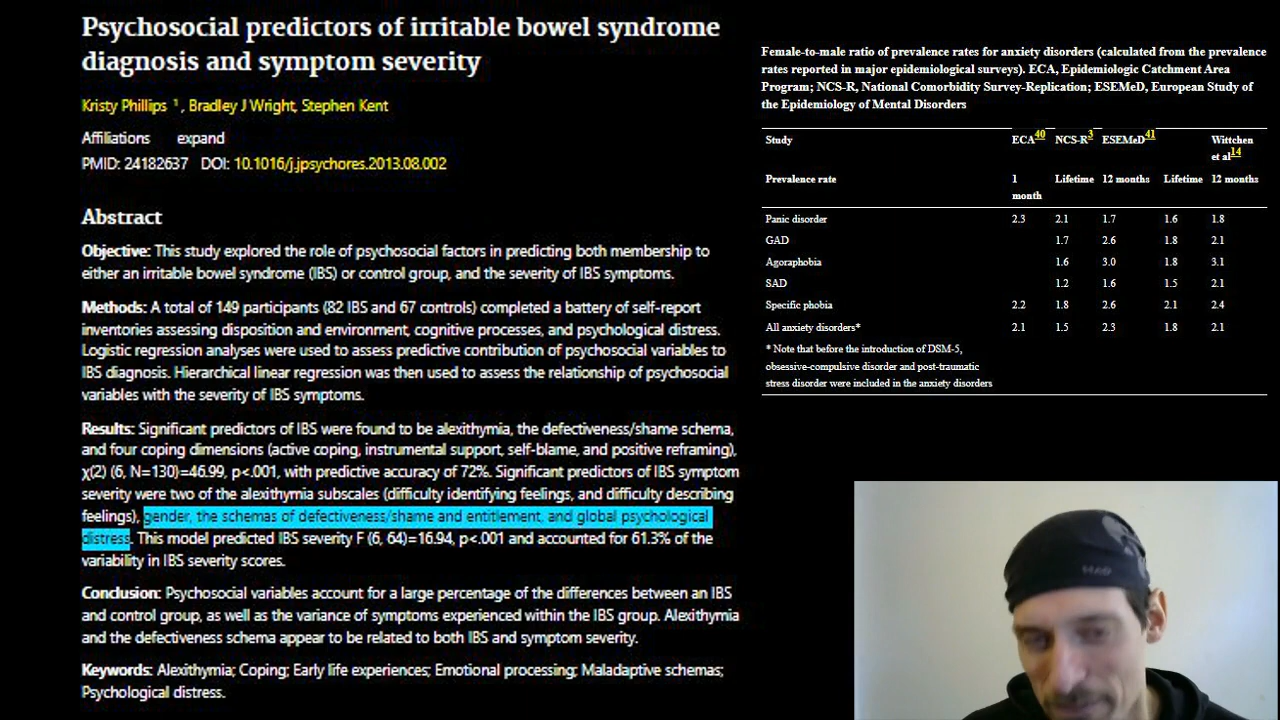 Psychosocial predictors of irritable bowel syndrome
diagnosis and symptom severity
Kristy Phillips 1, Bradley J Wright, Stephen Kent
Affiliations expand
PMID: 24182637 DOI: 10.1016/j.jpsychores.2013.08.002
Abstract
Objective: This study explored the role of psychosocial factors in predicting both membership to
either an irritable bowel syndrome (IBS) or control group, and the severity of IBS symptoms.
Methods: A total of 149 participants (82 IBS and 67 controls) completed a battery of self-report
inventories assessing disposition and environment, cognitive processes, and psychological distress.
Logistic regression analyses were used to assess predictive contribution of psychosocial variables to
IBS diagnosis. Hierarchical linear regression was then used to assess the relationship of psychosocial
variables with the severity of IBS symptoms.
Results: Significant predictors of IBS were found to be alexithymia, the defectiveness/shame schema,
and four coping dimensions (active coping, instrumental support, self-blame, and positive reframing),
χ(2) (6, N=130)=46.99, p<.001, with predictive accuracy of 72%. Significant predictors of IBS symptom
severity were two of the alexithymia subscales (difficulty identifying feelings, and difficulty describing
feelings), gender, the schemas of defectiveness/shame and entitlement, and global psychological
distress. This model predicted IBS severity F (6, 64)=16.94, p<.001 and accounted for 61.3% of the
variability in IBS severity scores.
Conclusion: Psychosocial variables account for a large percentage of the differences between an IBS
and control group, as well as the variance of symptoms experienced within the IBS group. Alexithymia
and the defectiveness schema appear to be related to both IBS and symptom severity.
Keywords: Alexithymia; Coping; Early life experiences; Emotional processing; Maladaptive schemas;
Psychological distress.
Female-to-male ratio of prevalence rates for anxiety disorders (calculated from the prevalence
rates reported in major epidemiological surveys). ECA, Epidemiologic Catchment Area
Program; NCS-R, National Comorbidity Survey-Replication; ESEMeD, European Study of
the Epidemiology of Mental Disorders
Study ECA40 NCS-R3 ESEMeD41 Wittchen
et al14
Prevalence rate 1 Lifetime 12 months Lifetime 12 months
month
Panic disorder 2.3 2.1 1.7 1.6 1.8
GAD 1.7 2.6 1.8 2.1
Agoraphobia 1.6 3.0 1.8 3.1
SAD 1.2 1.6 1.5 2.1
Specific phobia 2.2 1.8 2.6 2.1 2.4
All anxiety disorders* 2.1 1.5 2.3 1.8 2.1
* Note that before the introduction of DSM-5,
obsessive-compulsive disorder and post-traumatic
stress disorder were included in the anxiety disorders